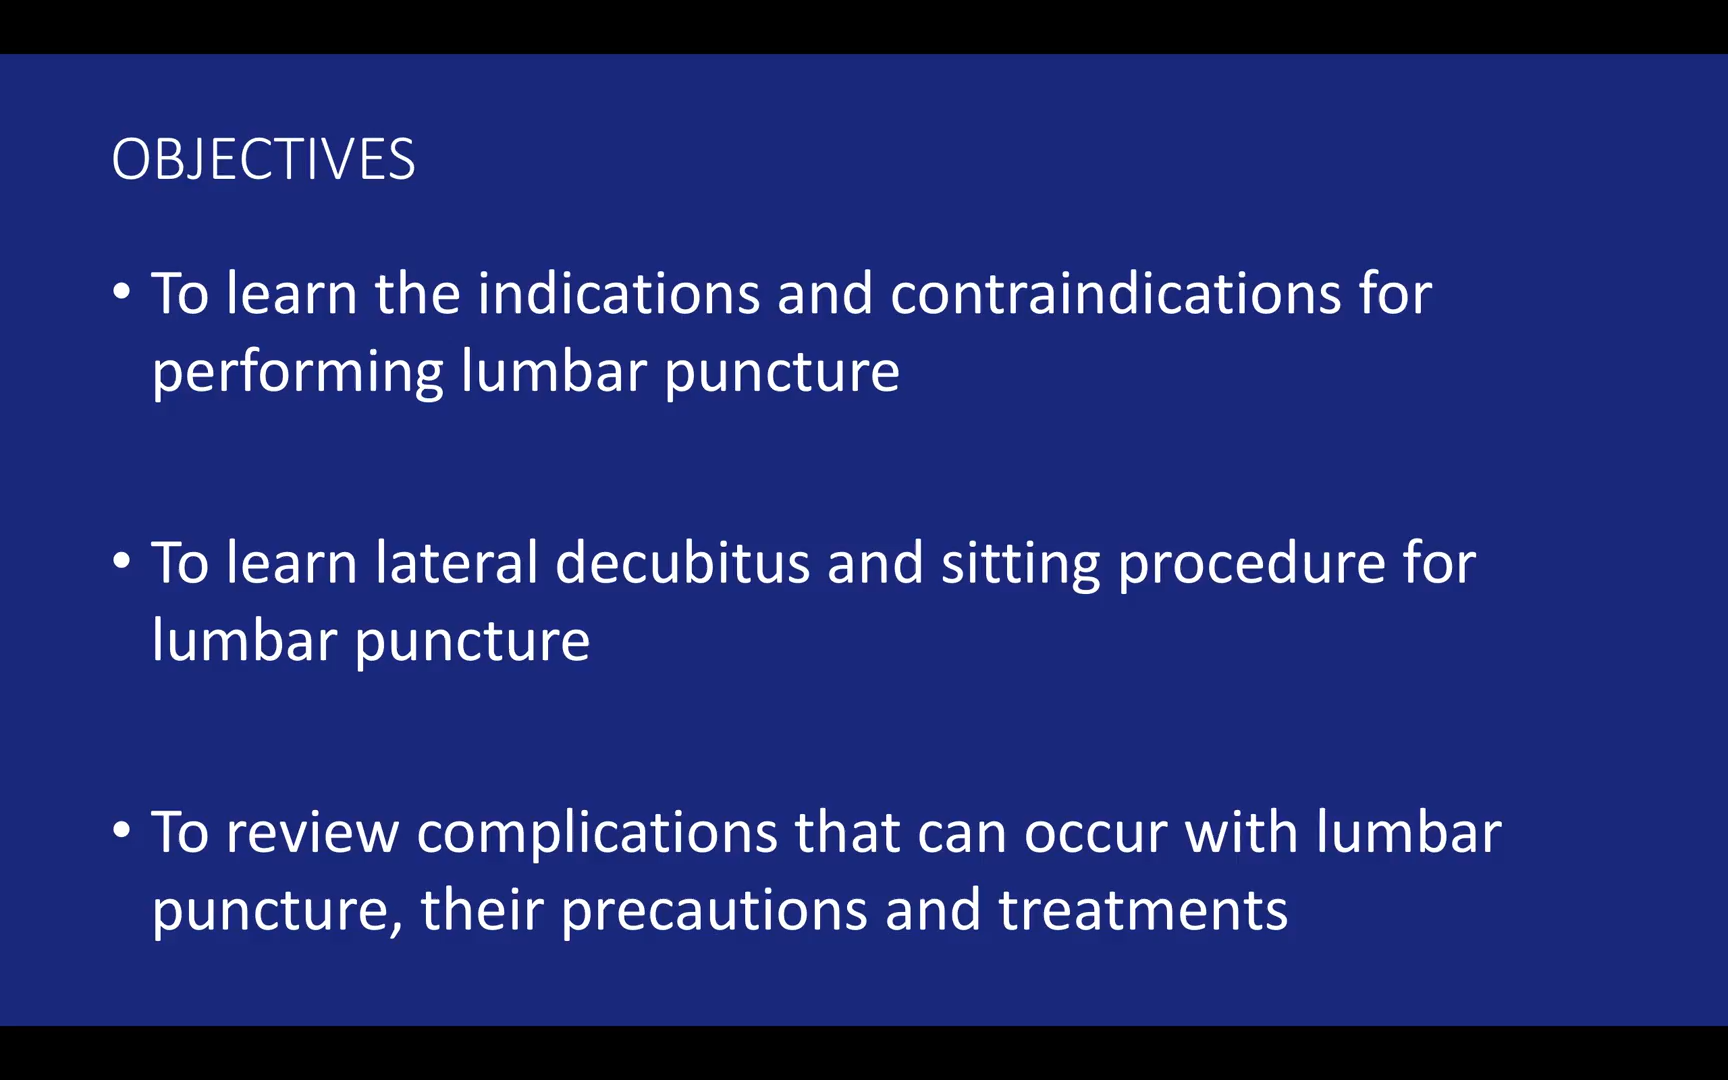 OBJECTIVES
• To learn the indications and contraindications for
performing lumbar puncture
• To learn lateral decubitus and sitting procedure for
lumbar puncture
• To review complications that can occur with lumbar
puncture, their precautions and treatments